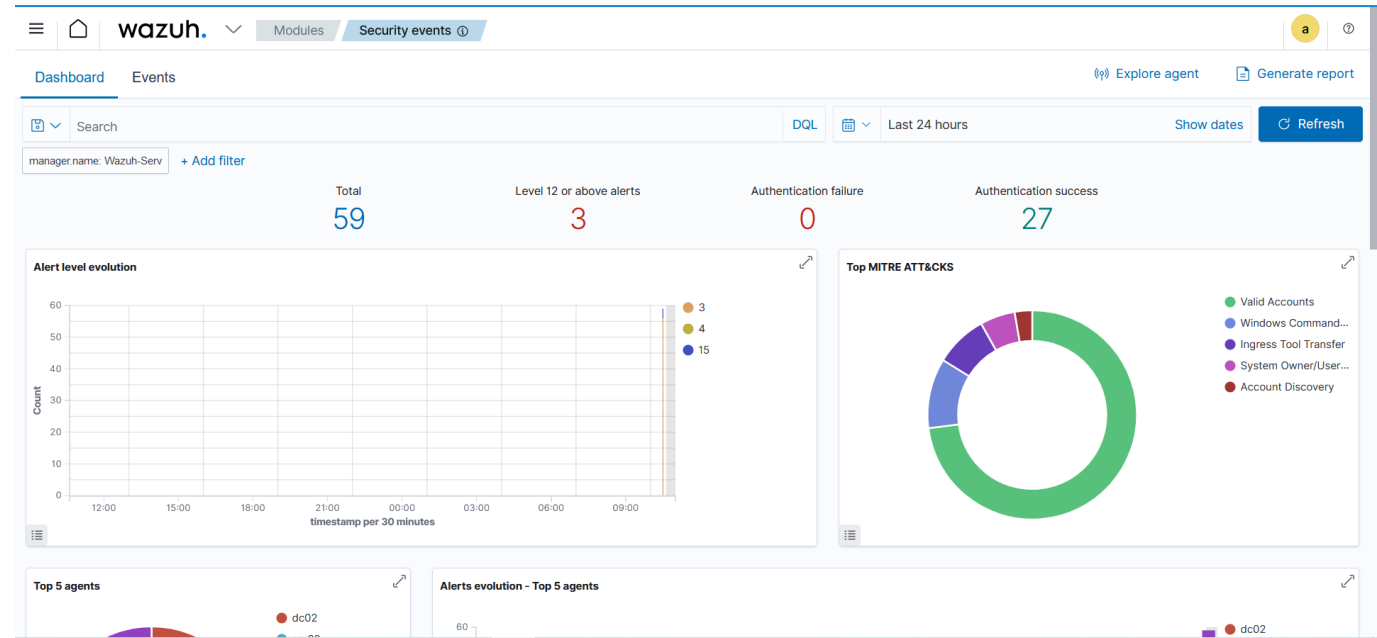 wazuh.
Modules
Security events
a
Dashboard
Events
Explore agent
Generate report
Search
DQL
Last 24 hours
Show dates
Refresh
manager.name: Wazuh-Serv
+ Add filter
Total
Level 12 or above alerts
Authentication failure
Authentication success
59
3
0
27
Alert level evolution
60
50
40
30
20
10
0
Count
12:00
15:00
18:00
21:00
00:00
03:00
06:00
09:00
timestamp per 30 minutes
3
4
15
Top MITRE ATT&CKS
Valid Accounts
Windows Command...
Ingress Tool Transfer
System Owner/User...
Account Discovery
Top 5 agents
dc02
Alerts evolution - Top 5 agents
60
dc02